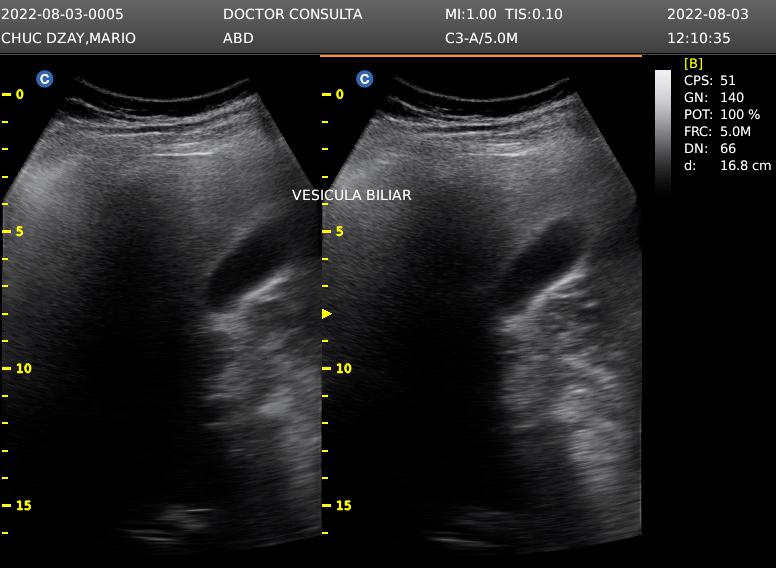 2022-08-03-0005 DOCTOR CONSULTA MI:1.00 TIS:0.10 2022-08-03
CHUC DZAY,MARIO ABD C3-A/5.0M 12:10:35
C C
[B]
0 0
CPS: 51
GN: 140
POT: 100 %
FRC: 5.0M
DN: 66
d: 16.8 cm
VESICULA BILIAR
5 5
10 10
15 15